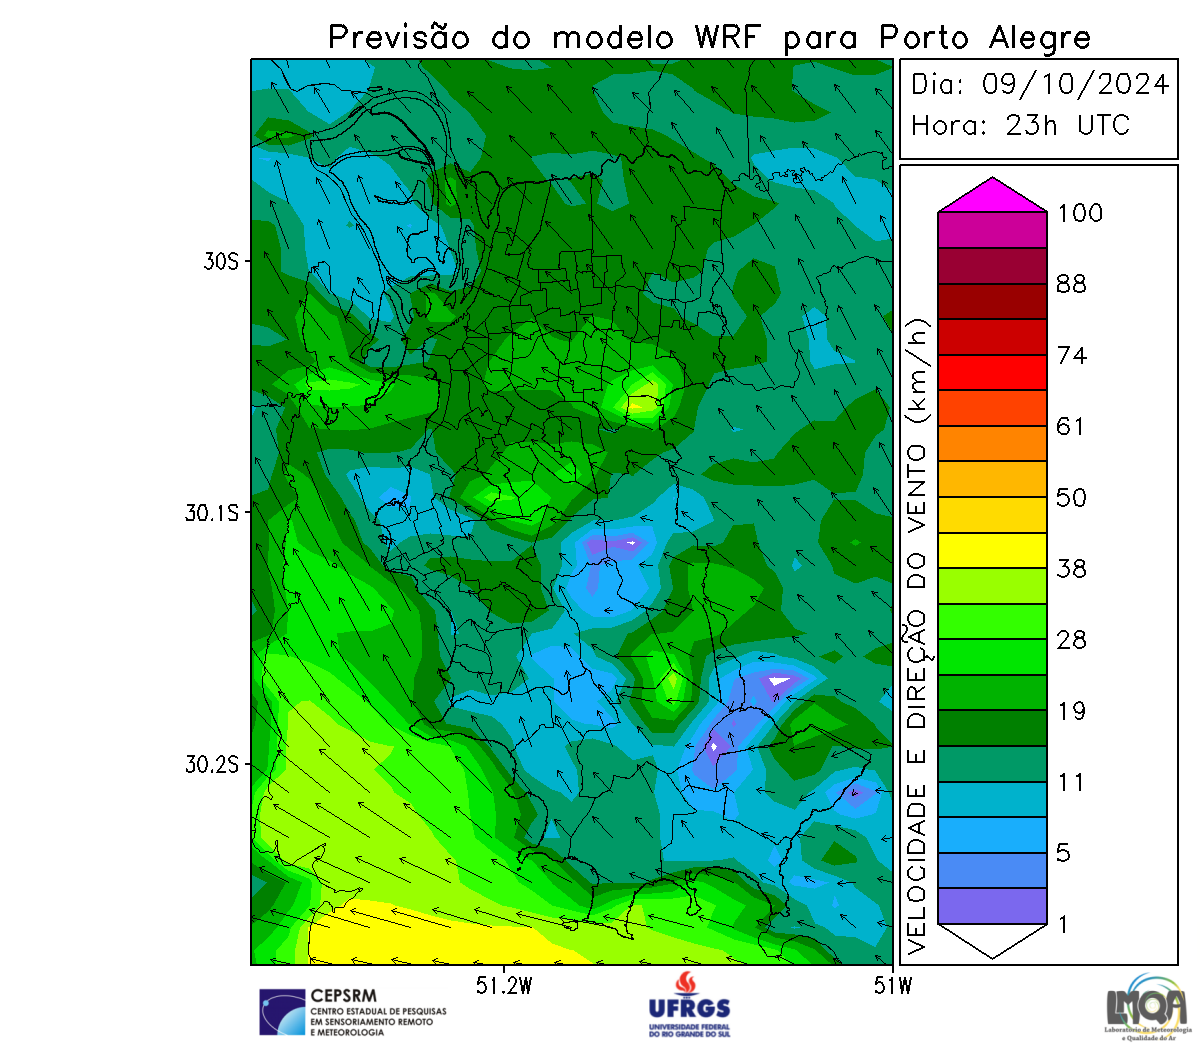 Previsão do modelo WRF para Porto Alegre
Dia: 09/10/2024
Hora: 23h UTC
30S
30.1S
30.2S
51.2W
51W
VELOCIDADE E DIREÇÃO DO VENTO (km/h)
100
88
74
61
50
38
28
19
11
5
1
CEPSRM
CENTRO ESTADUAL DE PESQUISAS
EM SENSORIAMENTO REMOTO
E METEOROLOGIA
UFRGS
UNIVERSIDADE FEDERAL
DO RIO GRANDE DO SUL
LMQA
Laboratório de Meteorologia
e Qualidade do Ar